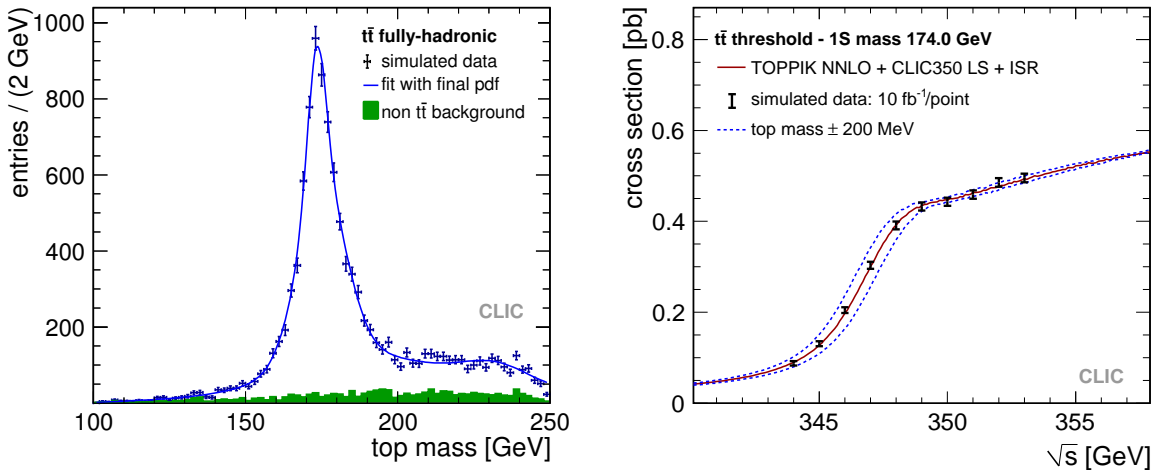 entries / (2 GeV)
1000
800
600
400
200
tt̄ fully-hadronic
simulated data
fit with final pdf
non tt̄ background
CLIC
100 150 200 250
top mass [GeV]
cross section [pb]
0.8
0.6
0.4
0.2
0
tt̄ threshold - 1S mass 174.0 GeV
TOPPIK NNLO + CLIC350 LS + ISR
simulated data: 10 fb⁻¹/point
top mass ± 200 MeV
CLIC
345 350 355
√s [GeV]